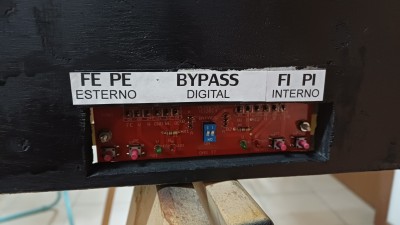 FE PE BYPASS FI PI
ESTERNO DIGITAL INTERNO